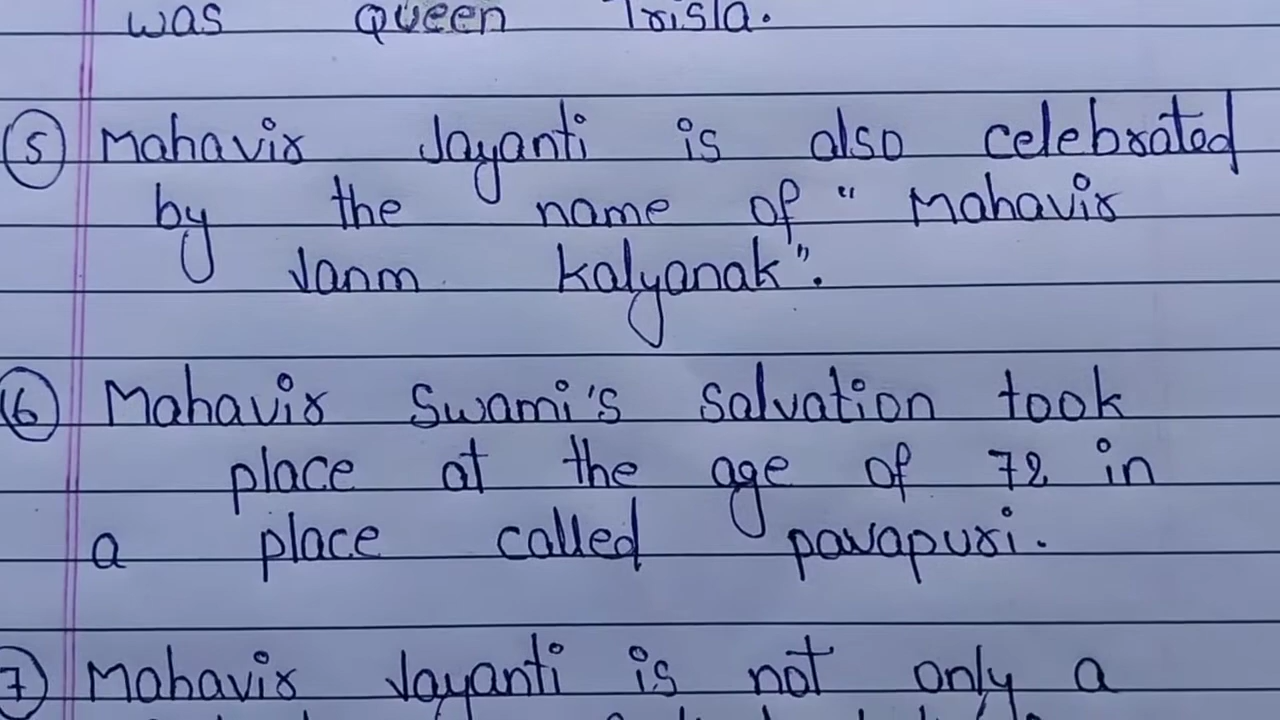 was queen Trisla.
5 Mahavir Jayanti is also celebrated
by the name of "Mahavir
Janm kalyanak".
6 Mahavir Swami's salvation took
place at the age of 72 in
a place called pavapuri.
7 Mahavir Jayanti is not only a